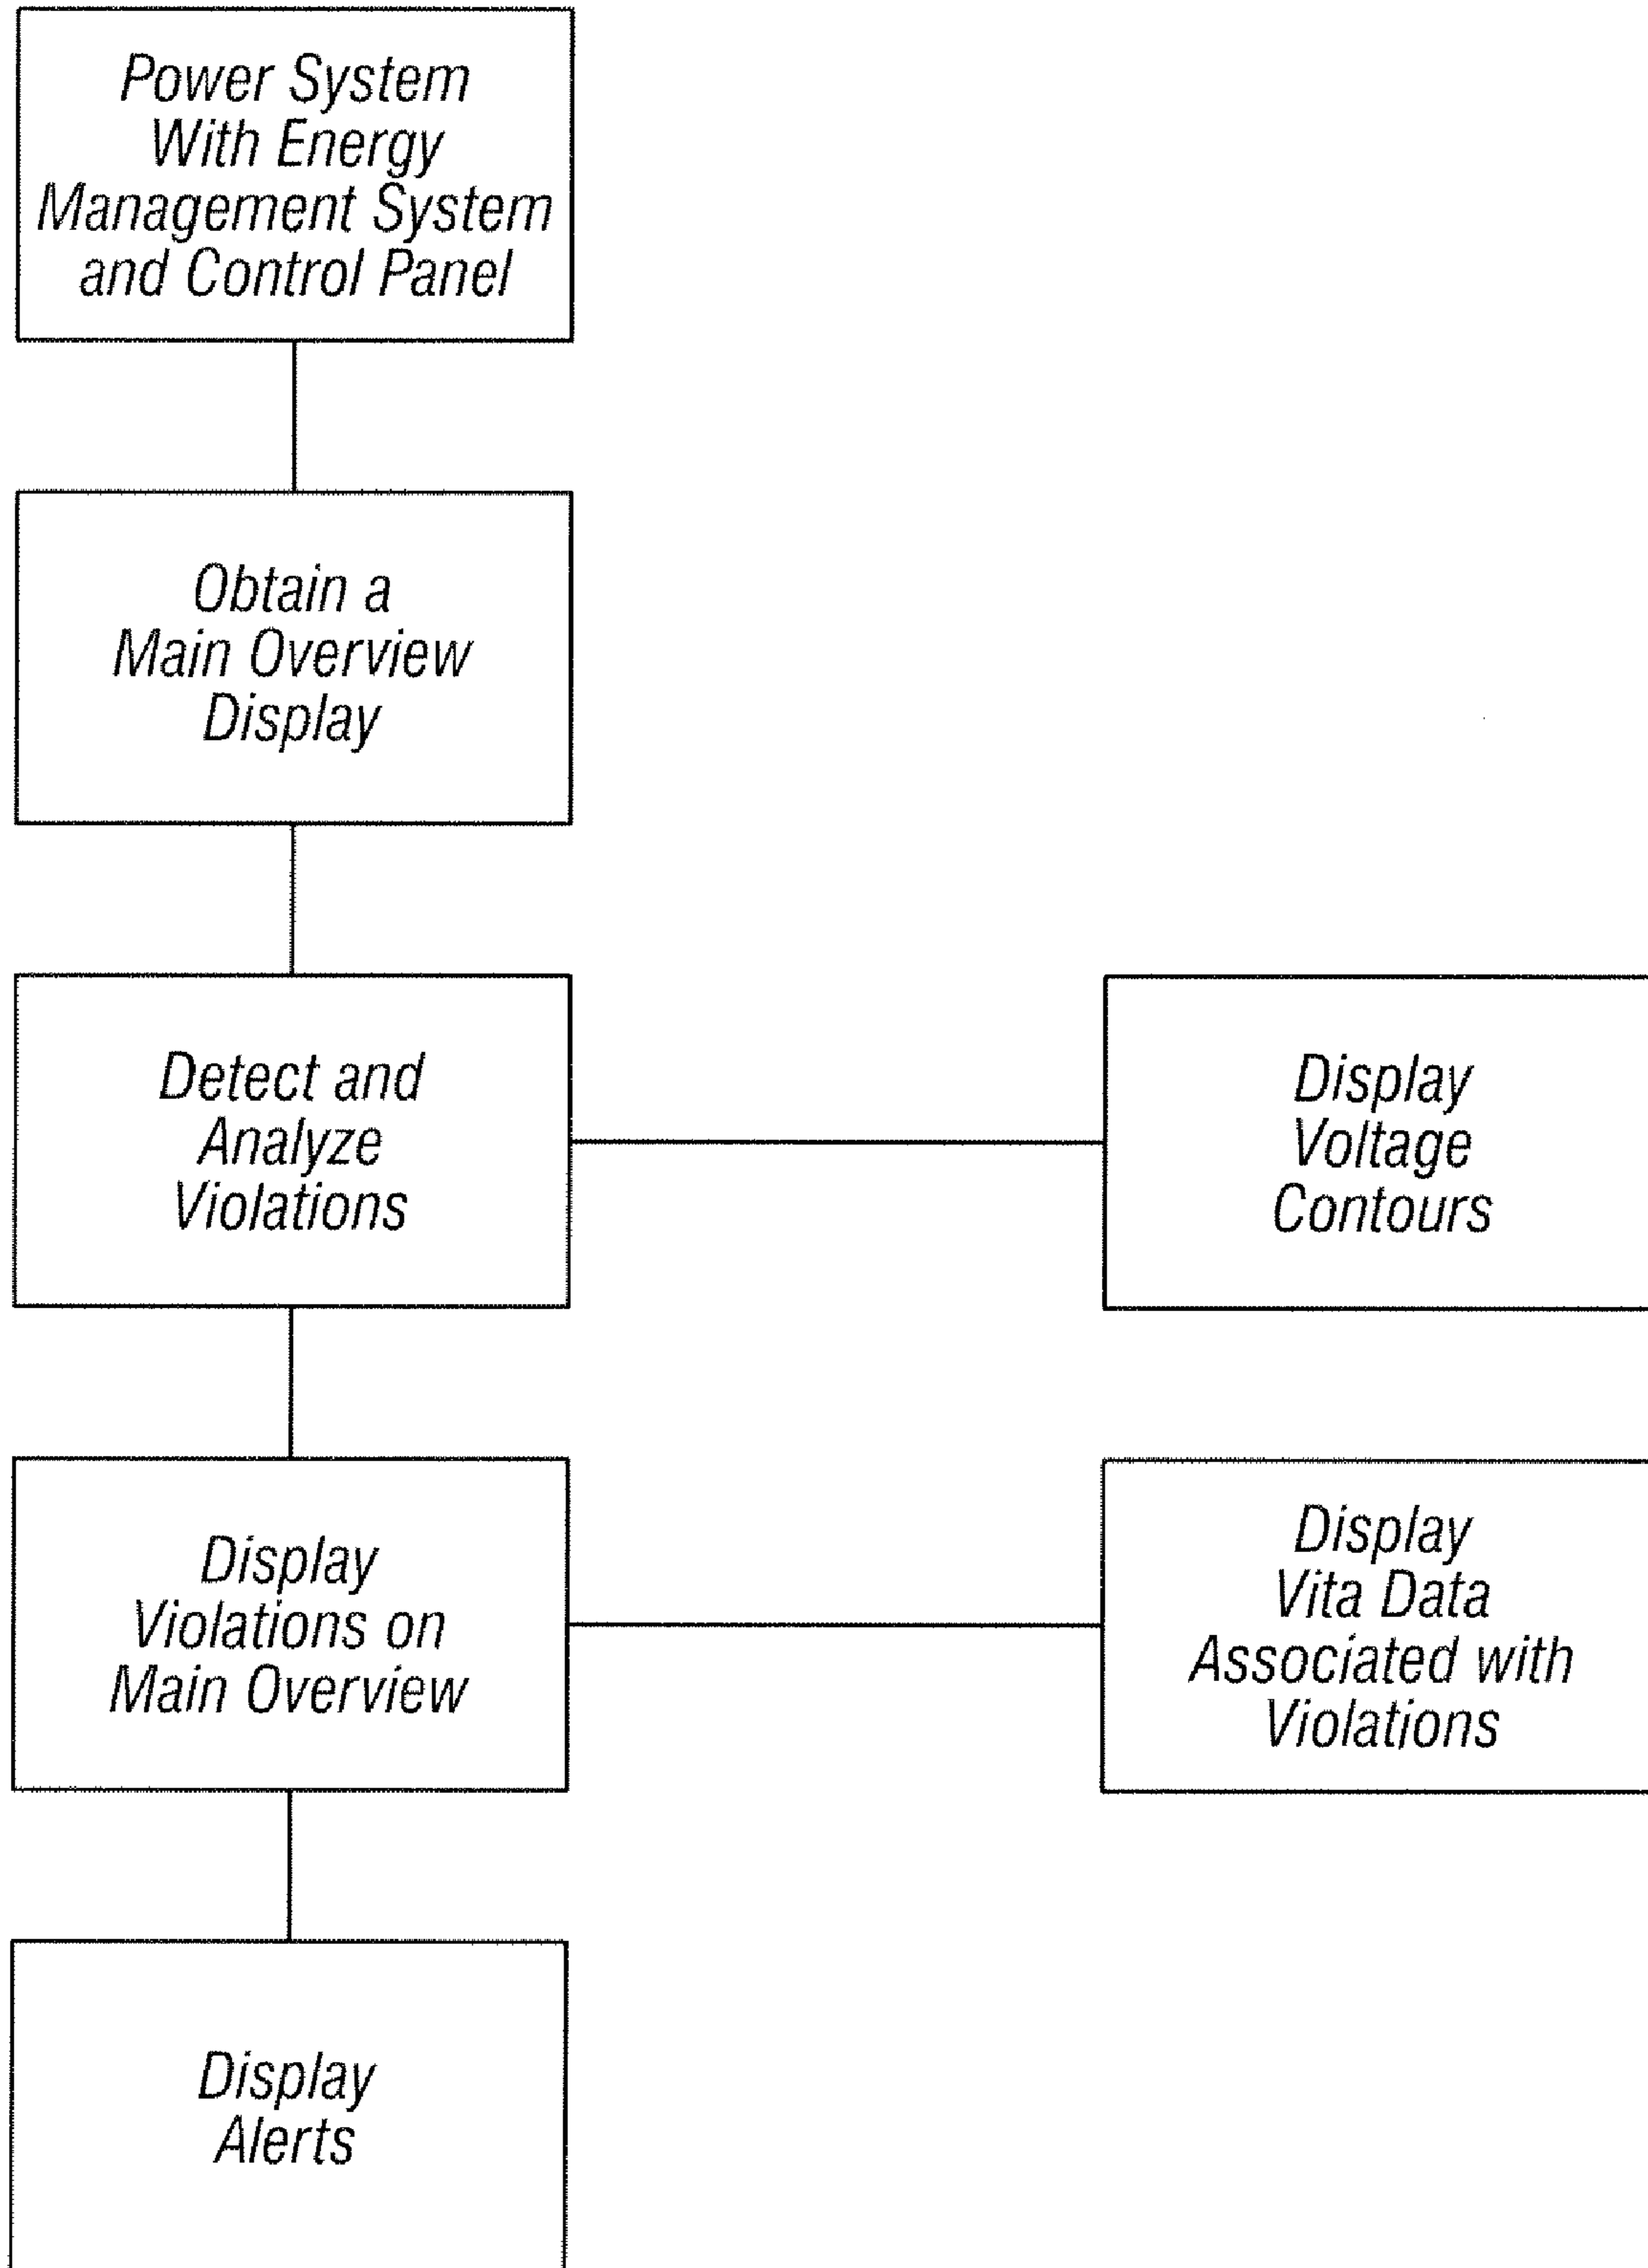 Power System
With Energy
Management System
and Control Panel
Obtain a
Main Overview
Display
Detect and
Analyze
Violations
Display
Voltage
Contours
Display
Violations on
Main Overview
Display
Vita Data
Associated with
Violations
Display
Alerts